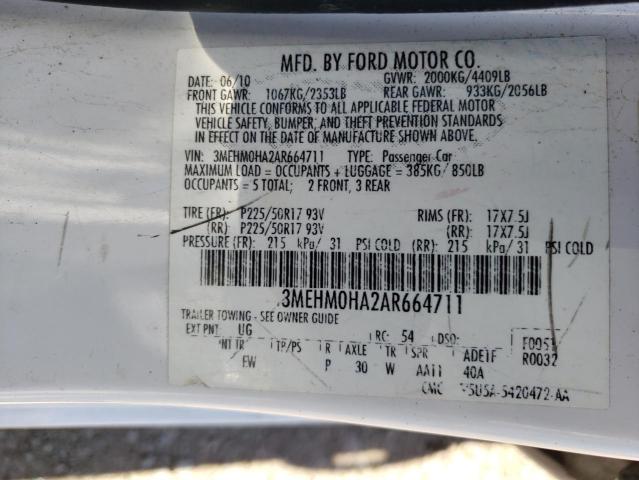 MFD. BY FORD MOTOR CO.
DATE: 06/10 GVWR: 2000KG/4409LB
FRONT GAWR: 1067KG/2353LB REAR GAWR: 933KG/2056LB
THIS VEHICLE CONFORMS TO ALL APPLICABLE FEDERAL MOTOR
VEHICLE SAFETY, BUMPER, AND THEFT PREVENTION STANDARDS
IN EFFECT ON THE DATE OF MANUFACTURE SHOWN ABOVE.
VIN: 3MEHM0HA2AR664711 TYPE: Passenger Car
MAXIMUM LOAD = OCCUPANTS + LUGGAGE = 385KG/850LB
OCCUPANTS = 5 TOTAL; 2 FRONT, 3 REAR
TIRE (FR): P225/50R17 93V RIMS (FR): 17X7.5J
(RR): P225/50R17 93V (RR): 17X7.5J
PRESSURE (FR): 215 kPa/ 31 PSI COLD (RR): 215 kPa/ 31 PSI COLD
3MEHM0HA2AR664711
TRAILER TOWING - SEE OWNER GUIDE
EXT PNT: UG RC: 54 DSO: F0051
INT TR TP/PS R AXLE TR SPR ADE1F R0032
EW P 30 W AA11 40A